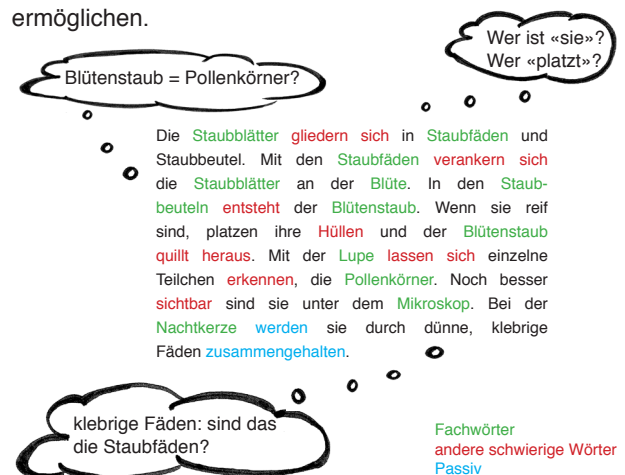 ermöglichen.
Wer ist «sie»?
Wer «platzt»?
Blütenstaub = Pollenkörner?
Die Staubblätter gliedern sich in Staubfäden und
Staubbeutel. Mit den Staubfäden verankern sich
die Staubblätter an der Blüte. In den Staub-
beuteln entsteht der Blütenstaub. Wenn sie reif
sind, platzen ihre Hüllen und der Blütenstaub
quillt heraus. Mit der Lupe lassen sich einzelne
Teilchen erkennen, die Pollenkörner. Noch besser
sichtbar sind sie unter dem Mikroskop. Bei der
Nachtkerze werden sie durch dünne, klebrige
Fäden zusammengehalten.
klebrige Fäden: sind das
die Staubfäden?
Fachwörter
andere schwierige Wörter
Passiv